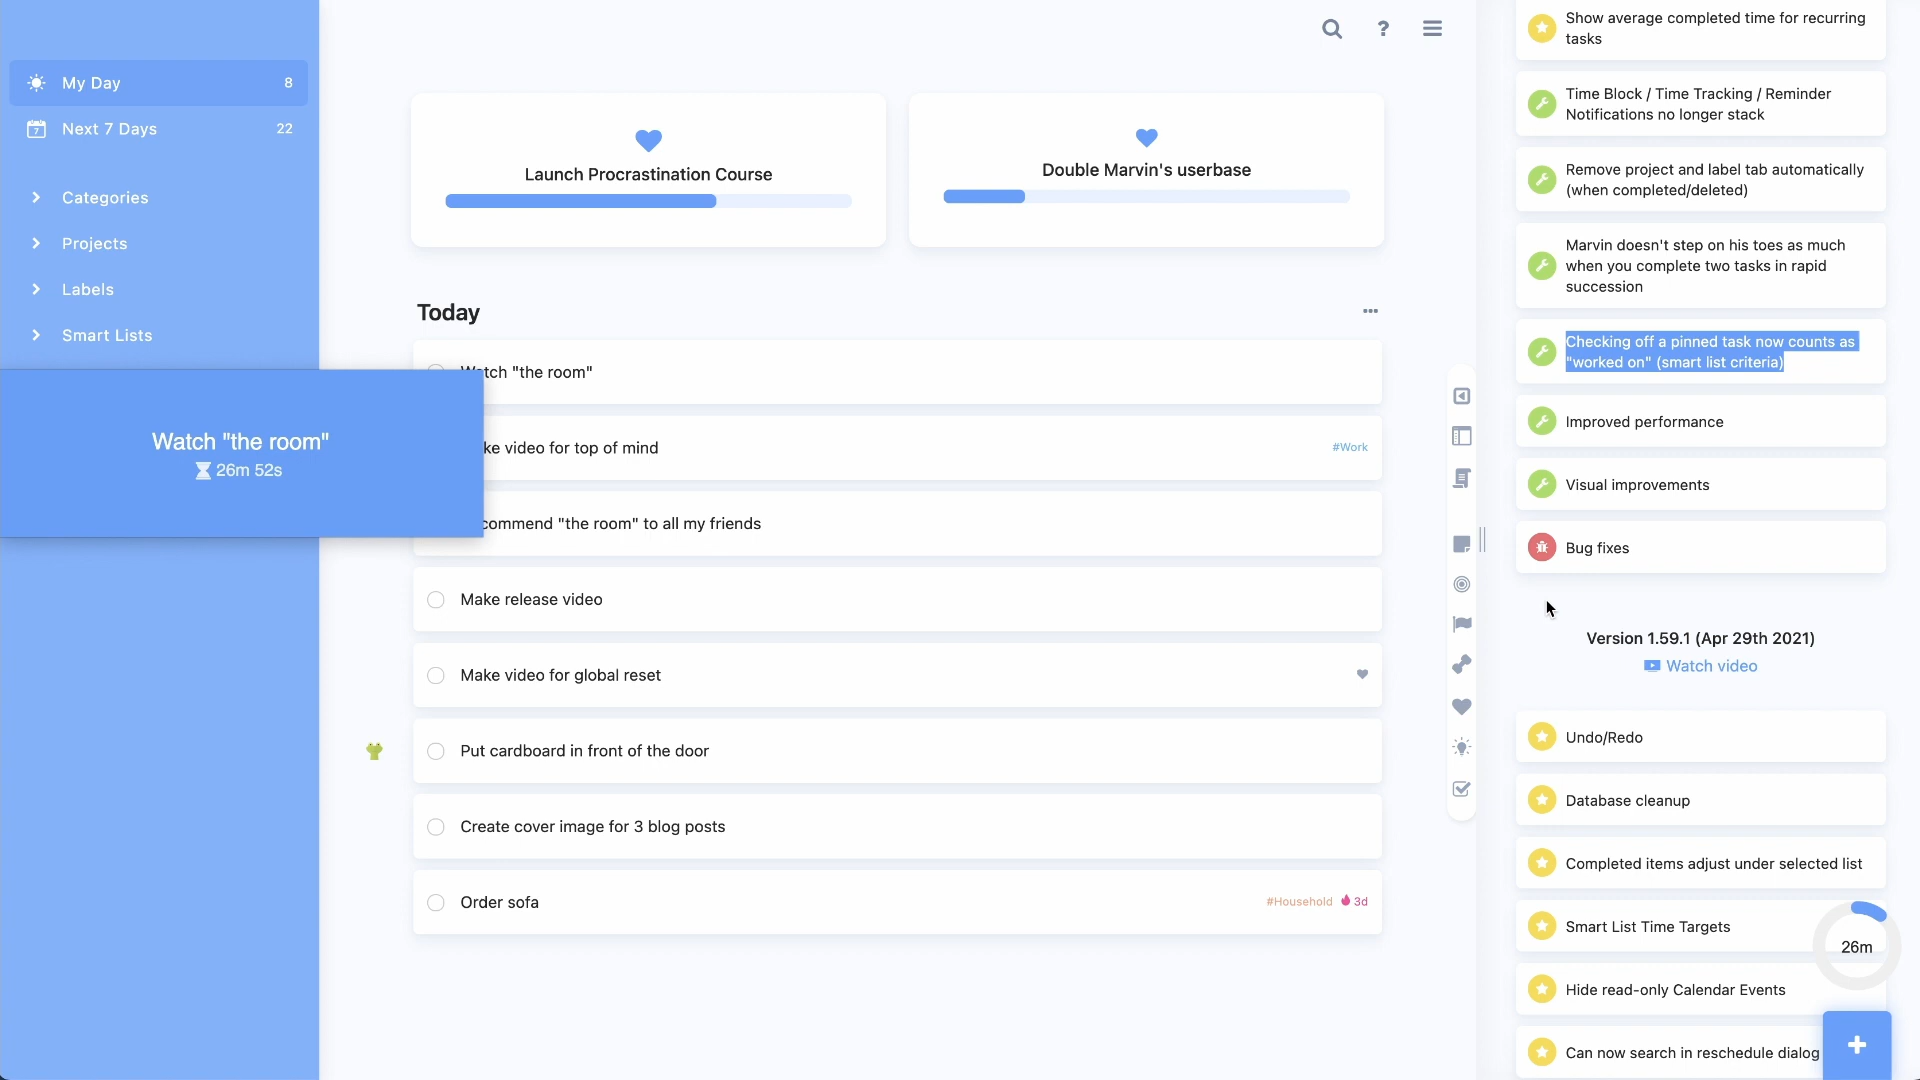 My Day 8
7 Next 7 Days 22
Categories
Projects
Labels
Smart Lists
Watch "the room"
26m 52s
?
Launch Procrastination Course
Double Marvin's userbase
Today
Watch "the room"
ke video for top of mind #Work
commend "the room" to all my friends
Make release video
Make video for global reset
Put cardboard in front of the door
Create cover image for 3 blog posts
Order sofa #Household 3d
Show average completed time for recurring
tasks
Time Block / Time Tracking / Reminder
Notifications no longer stack
Remove project and label tab automatically
(when completed/deleted)
Marvin doesn't step on his toes as much
when you complete two tasks in rapid
succession
Checking off a pinned task now counts as
"worked on" (smart list criteria)
Improved performance
Visual improvements
Bug fixes
Version 1.59.1 (Apr 29th 2021)
Watch video
Undo/Redo
Database cleanup
Completed items adjust under selected list
Smart List Time Targets
26m
Hide read-only Calendar Events
Can now search in reschedule dialog
+